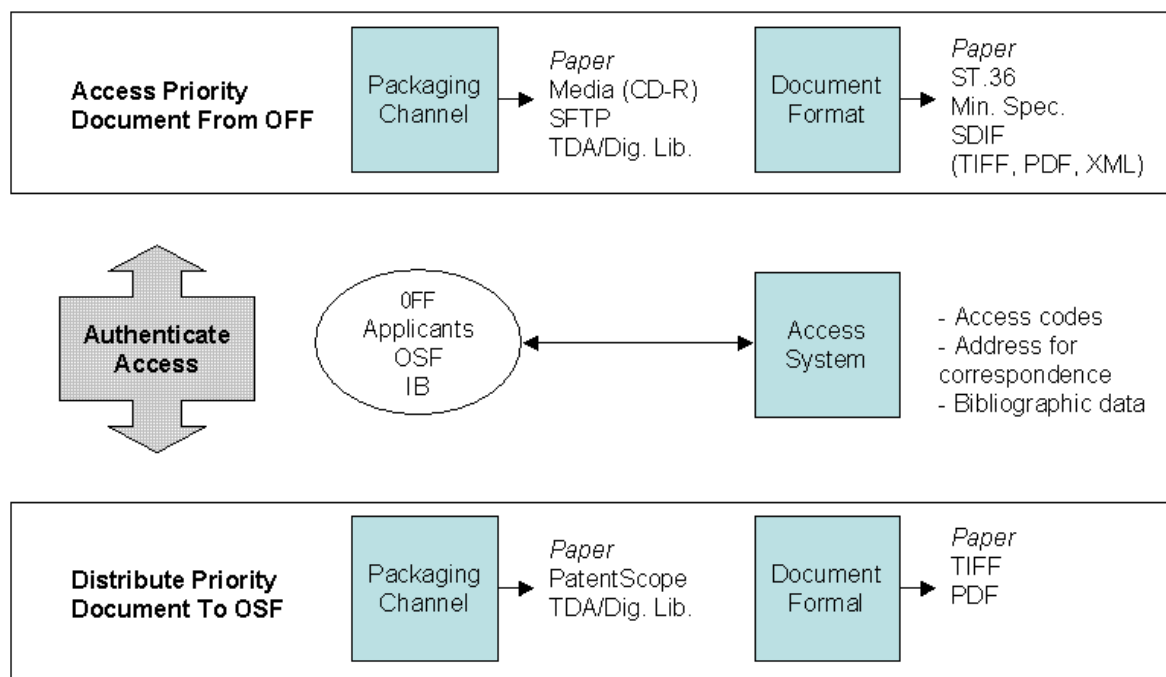 Access Priority
Document From OFF
Packaging
Channel
Paper
Media (CD-R)
SFTP
TDA/Dig. Lib.
Document
Format
Paper
ST.36
Min. Spec.
SDIF
(TIFF, PDF, XML)
Authenticate
Access
0FF
Applicants
OSF
IB
Access
System
- Access codes
- Address for
correspondence
- Bibliographic data
Distribute Priority
Document To OSF
Packaging
Channel
Paper
PatentScope
TDA/Dig. Lib.
Document
Formal
Paper
TIFF
PDF